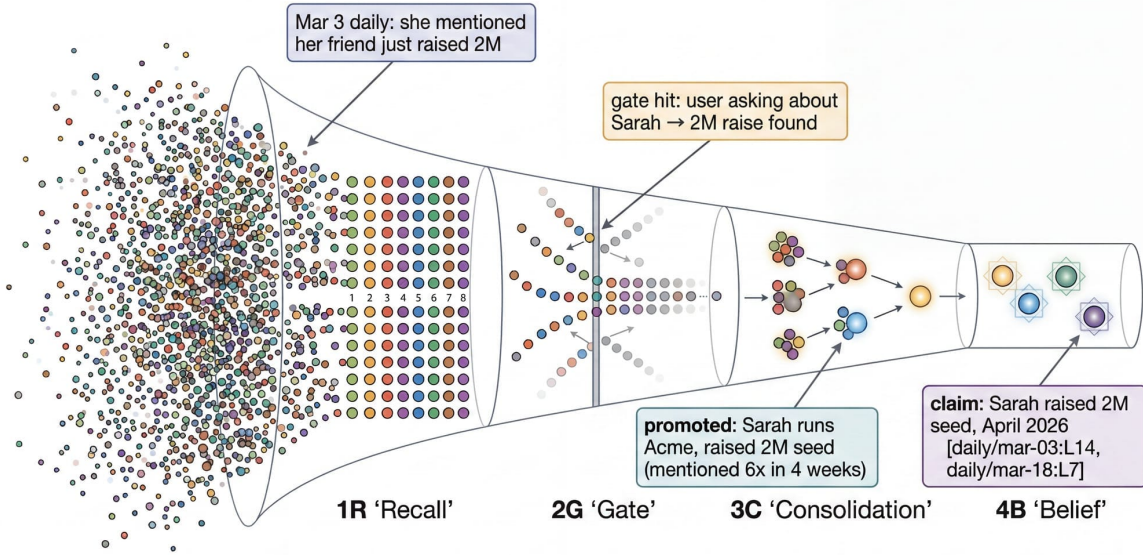 Mar 3 daily: she mentioned
her friend just raised 2M
gate hit: user asking about
Sarah → 2M raise found
1 2 3 4 5 6 7 8
promoted: Sarah runs
Acme, raised 2M seed
(mentioned 6x in 4 weeks)
claim: Sarah raised 2M
seed, April 2026
[daily/mar-03:L14,
daily/mar-18:L7]
1R ‘Recall’
2G ‘Gate’
3C ‘Consolidation’
4B ‘Belief’